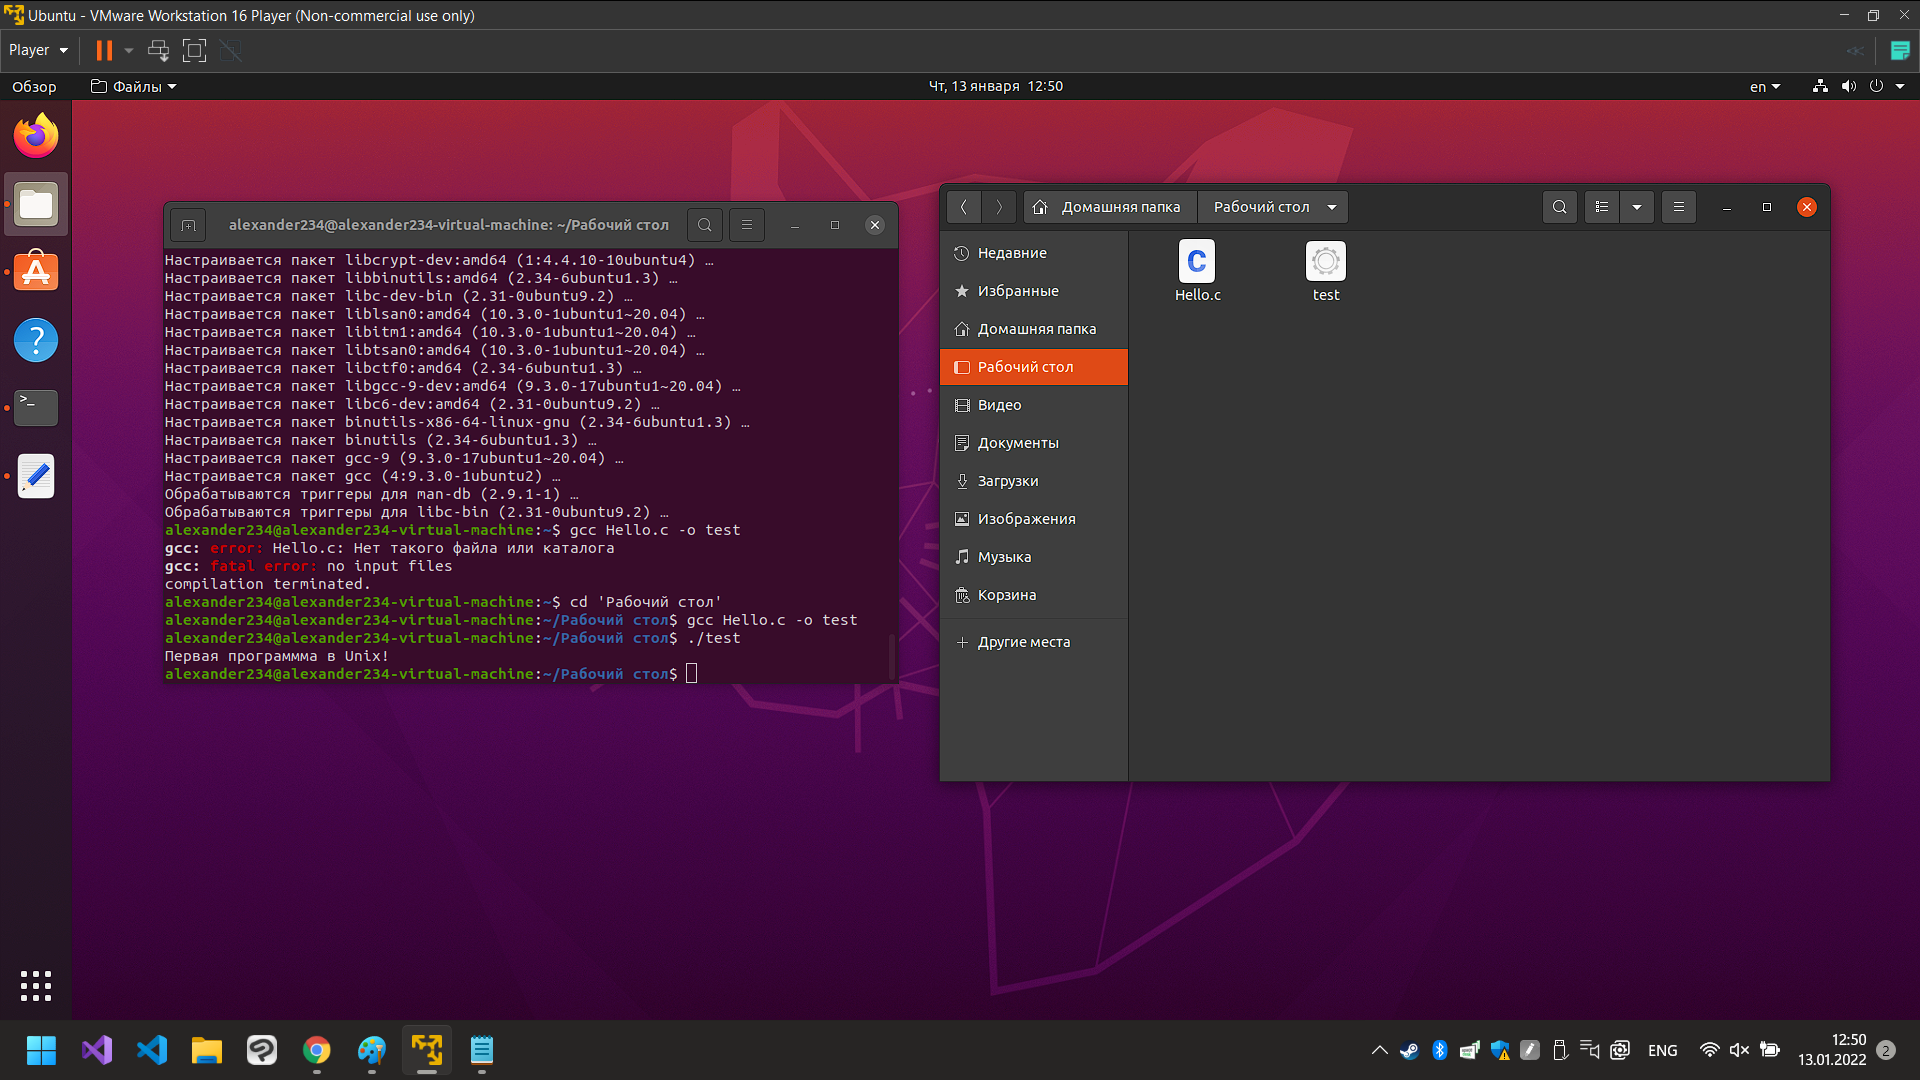 Ubuntu - VMware Workstation 16 Player (Non-commercial use only)
Player
Обзор
Файлы
Чт, 13 января 12:50
en
alexander234@alexander234-virtual-machine: ~/Рабочий стол
Настраивается пакет libcrypt-dev:amd64 (1:4.4.10-10ubuntu4) …
Настраивается пакет libbinutils:amd64 (2.34-6ubuntu1.3) …
Настраивается пакет libc-dev-bin (2.31-0ubuntu9.2) …
Настраивается пакет liblsan0:amd64 (10.3.0-1ubuntu1~20.04) …
Настраивается пакет libitm1:amd64 (10.3.0-1ubuntu1~20.04) …
Настраивается пакет libtsan0:amd64 (10.3.0-1ubuntu1~20.04) …
Настраивается пакет libctf0:amd64 (2.34-6ubuntu1.3) …
Настраивается пакет libgcc-9-dev:amd64 (9.3.0-17ubuntu1~20.04) …
Настраивается пакет libc6-dev:amd64 (2.31-0ubuntu9.2) …
Настраивается пакет binutils-x86-64-linux-gnu (2.34-6ubuntu1.3) …
Настраивается пакет binutils (2.34-6ubuntu1.3) …
Настраивается пакет gcc-9 (9.3.0-17ubuntu1~20.04) …
Настраивается пакет gcc (4:9.3.0-1ubuntu2) …
Обрабатываются триггеры для man-db (2.9.1-1) …
Обрабатываются триггеры для libc-bin (2.31-0ubuntu9.2) …
alexander234@alexander234-virtual-machine:~$ gcc Hello.c -o test
gcc: error: Hello.c: Нет такого файла или каталога
gcc: fatal error: no input files
compilation terminated.
alexander234@alexander234-virtual-machine:~$ cd 'Рабочий стол'
alexander234@alexander234-virtual-machine:~/Рабочий стол$ gcc Hello.c -o test
alexander234@alexander234-virtual-machine:~/Рабочий стол$ ./test
Первая программма в Unix!
alexander234@alexander234-virtual-machine:~/Рабочий стол$
Домашняя папка
Рабочий стол
Недавние
Избранные
Домашняя папка
Рабочий стол
Видео
Документы
Загрузки
Изображения
Музыка
Корзина
Другие места
C
Hello.c
test
ENG
12:50
13.01.2022
2